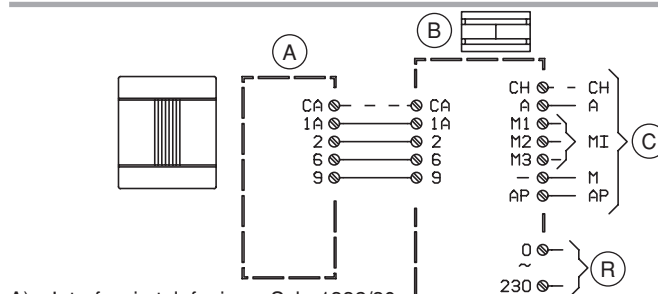 B
A
CH CH
CA CA A A
1A 1A M1
2 2 M2 MI C
6 6 M3
9 9 – M
AP AP
0
~ R
230